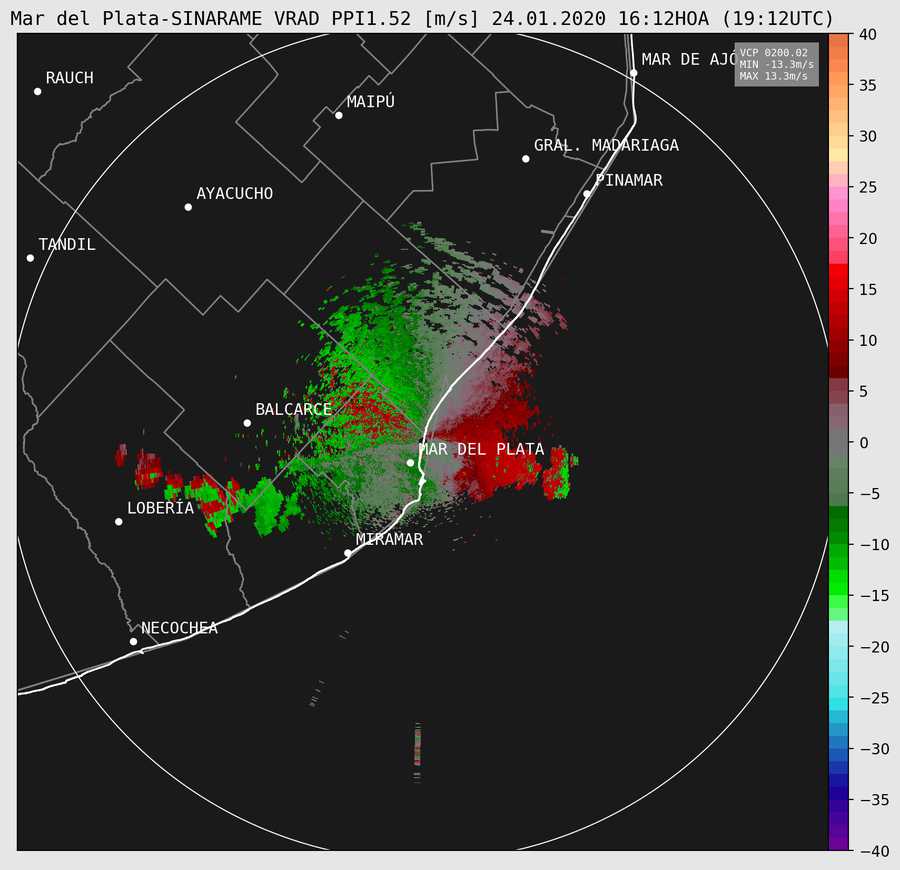 Mar del Plata-SINARAME VRAD PPI1.52 [m/s] 24.01.2020 16:12HOA (19:12UTC)
VCP 0200.02
MIN -13.3m/s
MAX 13.3m/s
MAR DE AJÓ
RAUCH
MAIPÚ
GRAL. MADARIAGA
PINAMAR
AYACUCHO
TANDIL
BALCARCE
MAR DEL PLATA
LOBERÍA
MIRAMAR
NECOCHEA
40
35
30
25
20
15
10
5
0
−5
−10
−15
−20
−25
−30
−35
−40